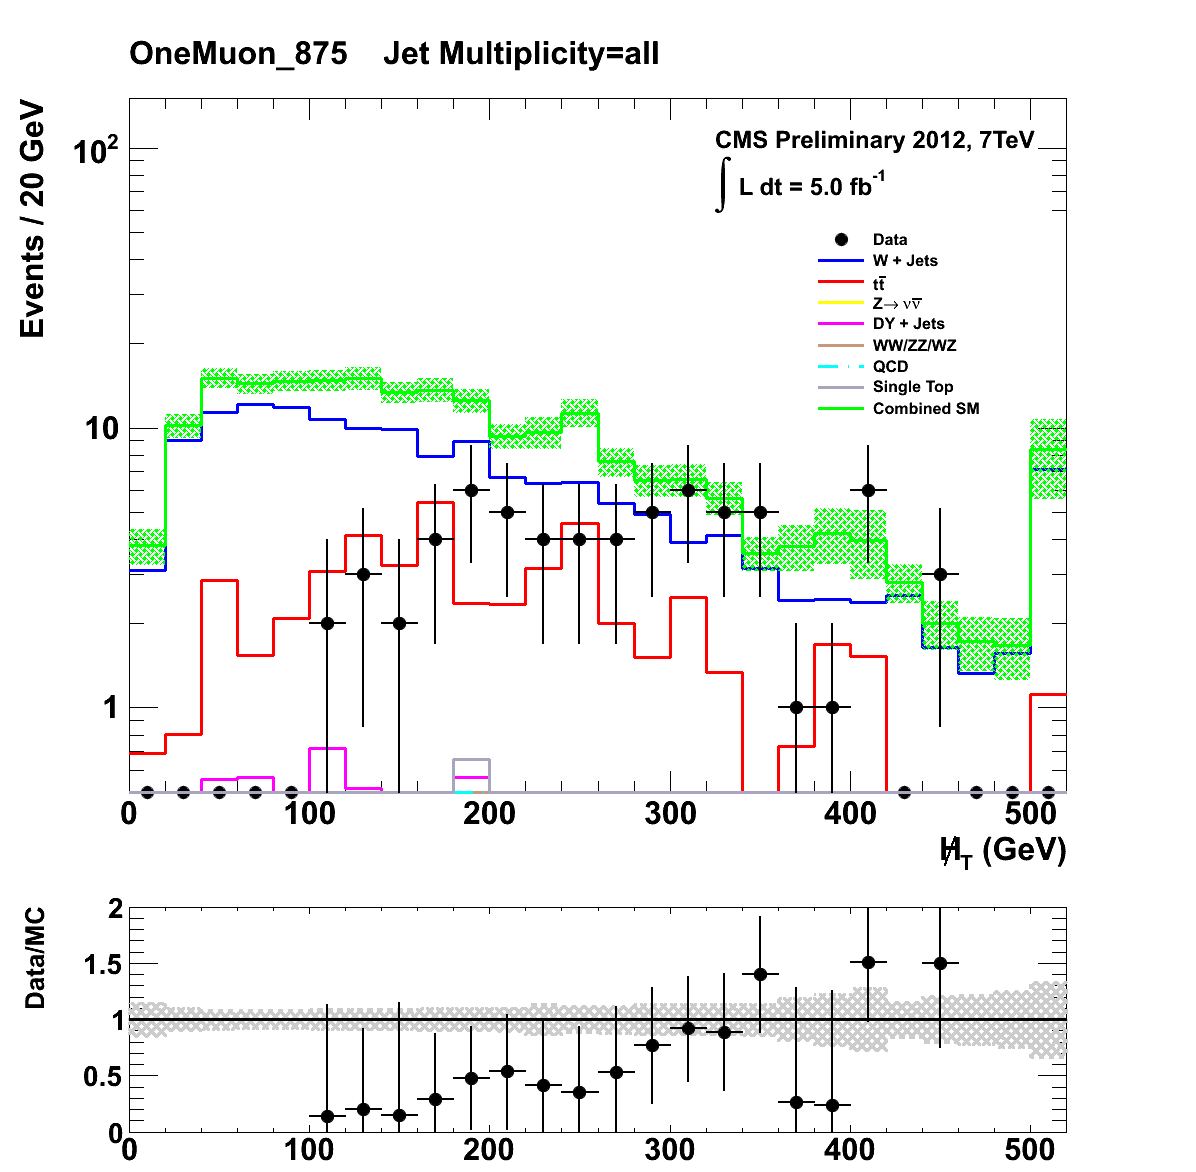 OneMuon_875 Jet Multiplicity=all
Events / 20 GeV
10²
10
1
CMS Preliminary 2012, 7TeV
∫ L dt = 5.0 fb⁻¹
Data
W + Jets
tt̅
Z→ νν̅
DY + Jets
WW/ZZ/WZ
QCD
Single Top
Combined SM
0 100 200 300 400 500
H̸_T (GeV)
Data/MC
2
1.5
1
0.5
0
0 100 200 300 400 500